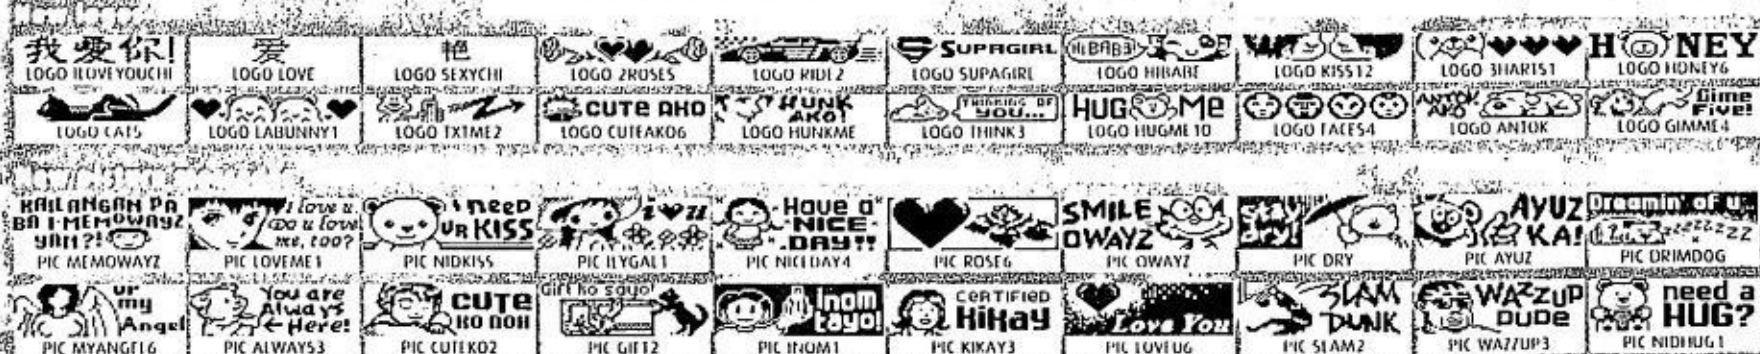 我愛你!
LOGO ILOVEYOUCHI
爱
LOGO LOVE
艳
LOGO SEXYCHI
LOGO 2ROSES
LOGO RIDE2
SUPAGIRL
LOGO SUPAGIRL
Hi BABE
LOGO HIBABE
LOGO KISS12
LOGO 3HARTS1
HONEY
LOGO HONEY6
LOGO CAT5
LOGO LABUNNY1
LOGO TXTME2
CUTE AKO
LOGO CUTEAKO6
HUNK
AKO!
LOGO HUNKME
THINKING OF
YOU...
LOGO THINK3
HUG Me
LOGO HUGME10
LOGO FACES4
ANTOK
AKO
LOGO ANTOK
Gime
Five!
LOGO GIMME4
KAILANGAN PA
BA I-MEMOWAYZ
YAN?!
PIC MEMOWAYZ
I love u
Do u love
me, too?
PIC LOVEME1
i neeD
UR KISS
PIC NIDKISS
i ♥ u
PIC ILYGAL1
Have a
NICE
DAY!!
PIC NICEDAY4
PIC ROSE6
SMILE
OWAYZ
PIC OWAYZ
PIC DRY
AYUZ
KA!
PIC AYUZ
Dreamin' of u
PIC DRIMDOG
ur
my
Angel
PIC MYANGEL6
You are
Always
←Here!
PIC ALWAYS3
CUTE
KO NOH
PIC CUTEKO2
Gift ko sayo!
PIC GIFT2
Inom
tayo!
PIC INOM1
CERTIFIED
Kikay
PIC KIKAY3
Love You
PIC LOVEU6
SLAM
DUNK
PIC SLAM2
WAZZUP
DUDe
PIC WAZZUP3
need a
HUG?
PIC NIDHUG1